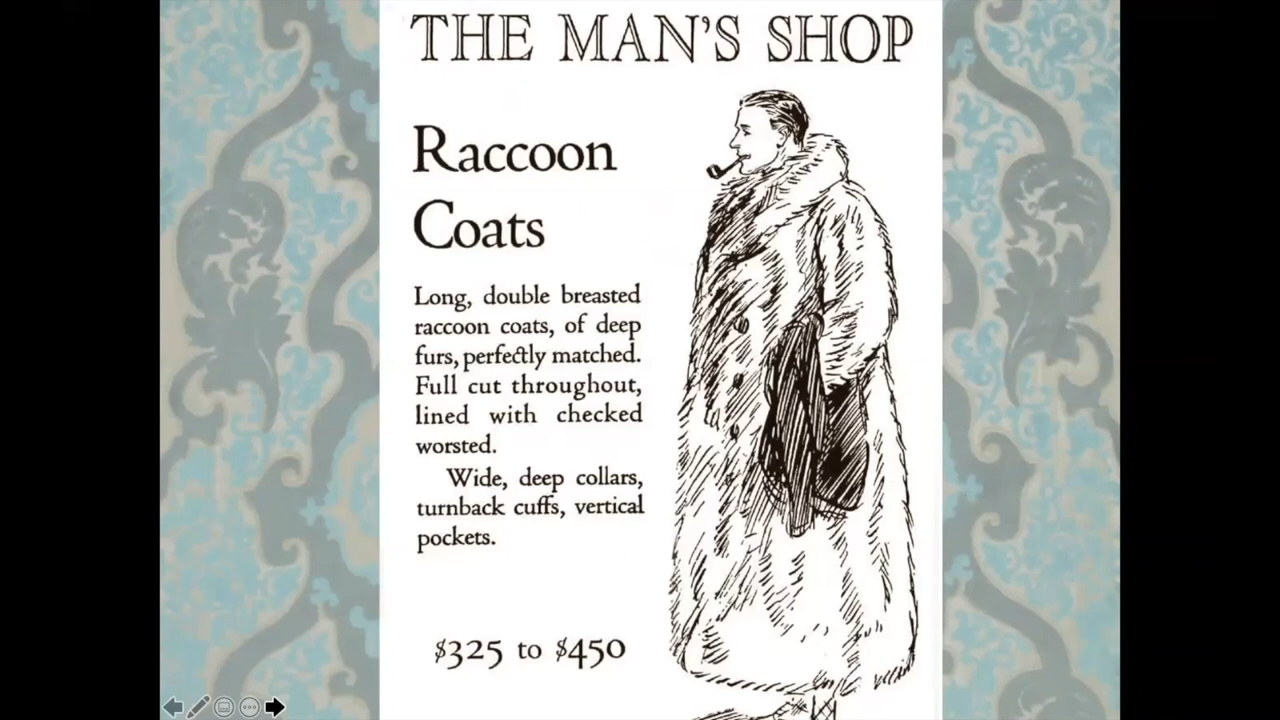 THE MAN'S SHOP
Raccoon
Coats
Long, double breasted
raccoon coats, of deep
furs, perfectly matched.
Full cut throughout,
lined with checked
worsted.
Wide, deep collars,
turnback cuffs, vertical
pockets.
$325 to $450